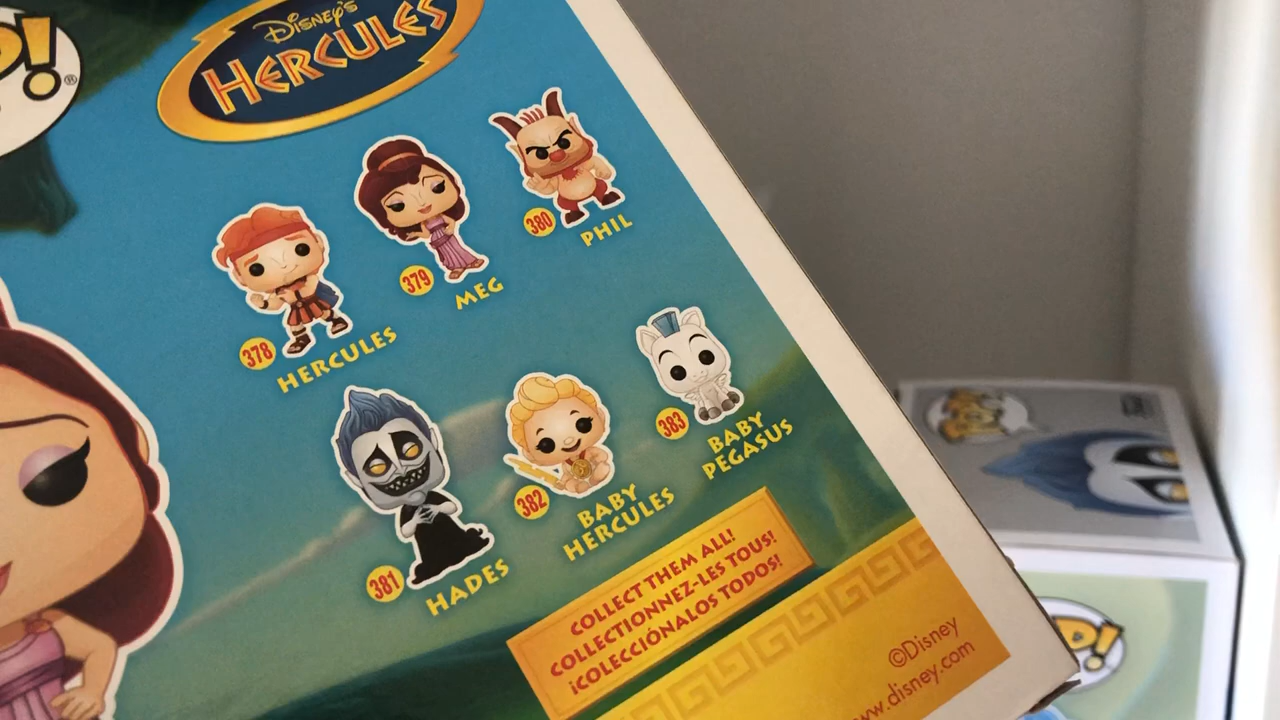 P!®
DISNEY'S
HERCULES
378
HERCULES
379
MEG
380
PHIL
381
HADES
382
BABY
HERCULES
383
BABY
PEGASUS
COLLECT THEM ALL!
COLLECTIONNEZ-LES TOUS!
¡COLECCIÓNALOS TODOS!
©Disney
www.disney.com
P!